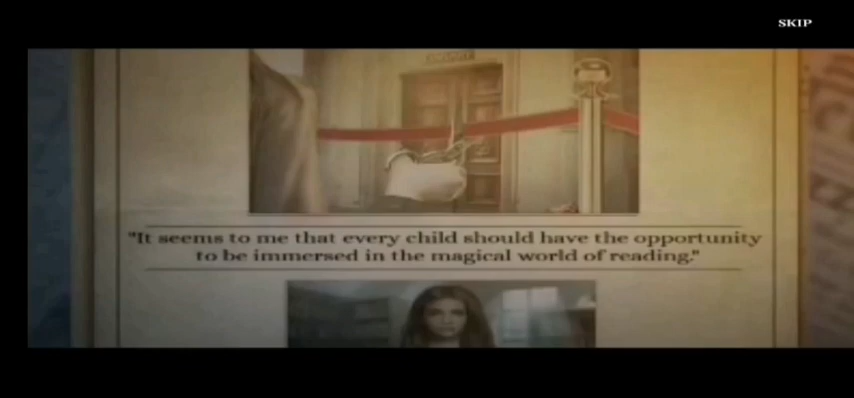 SKIP
"It seems to me that every child should have the opportunity
to be immersed in the magical world of reading."